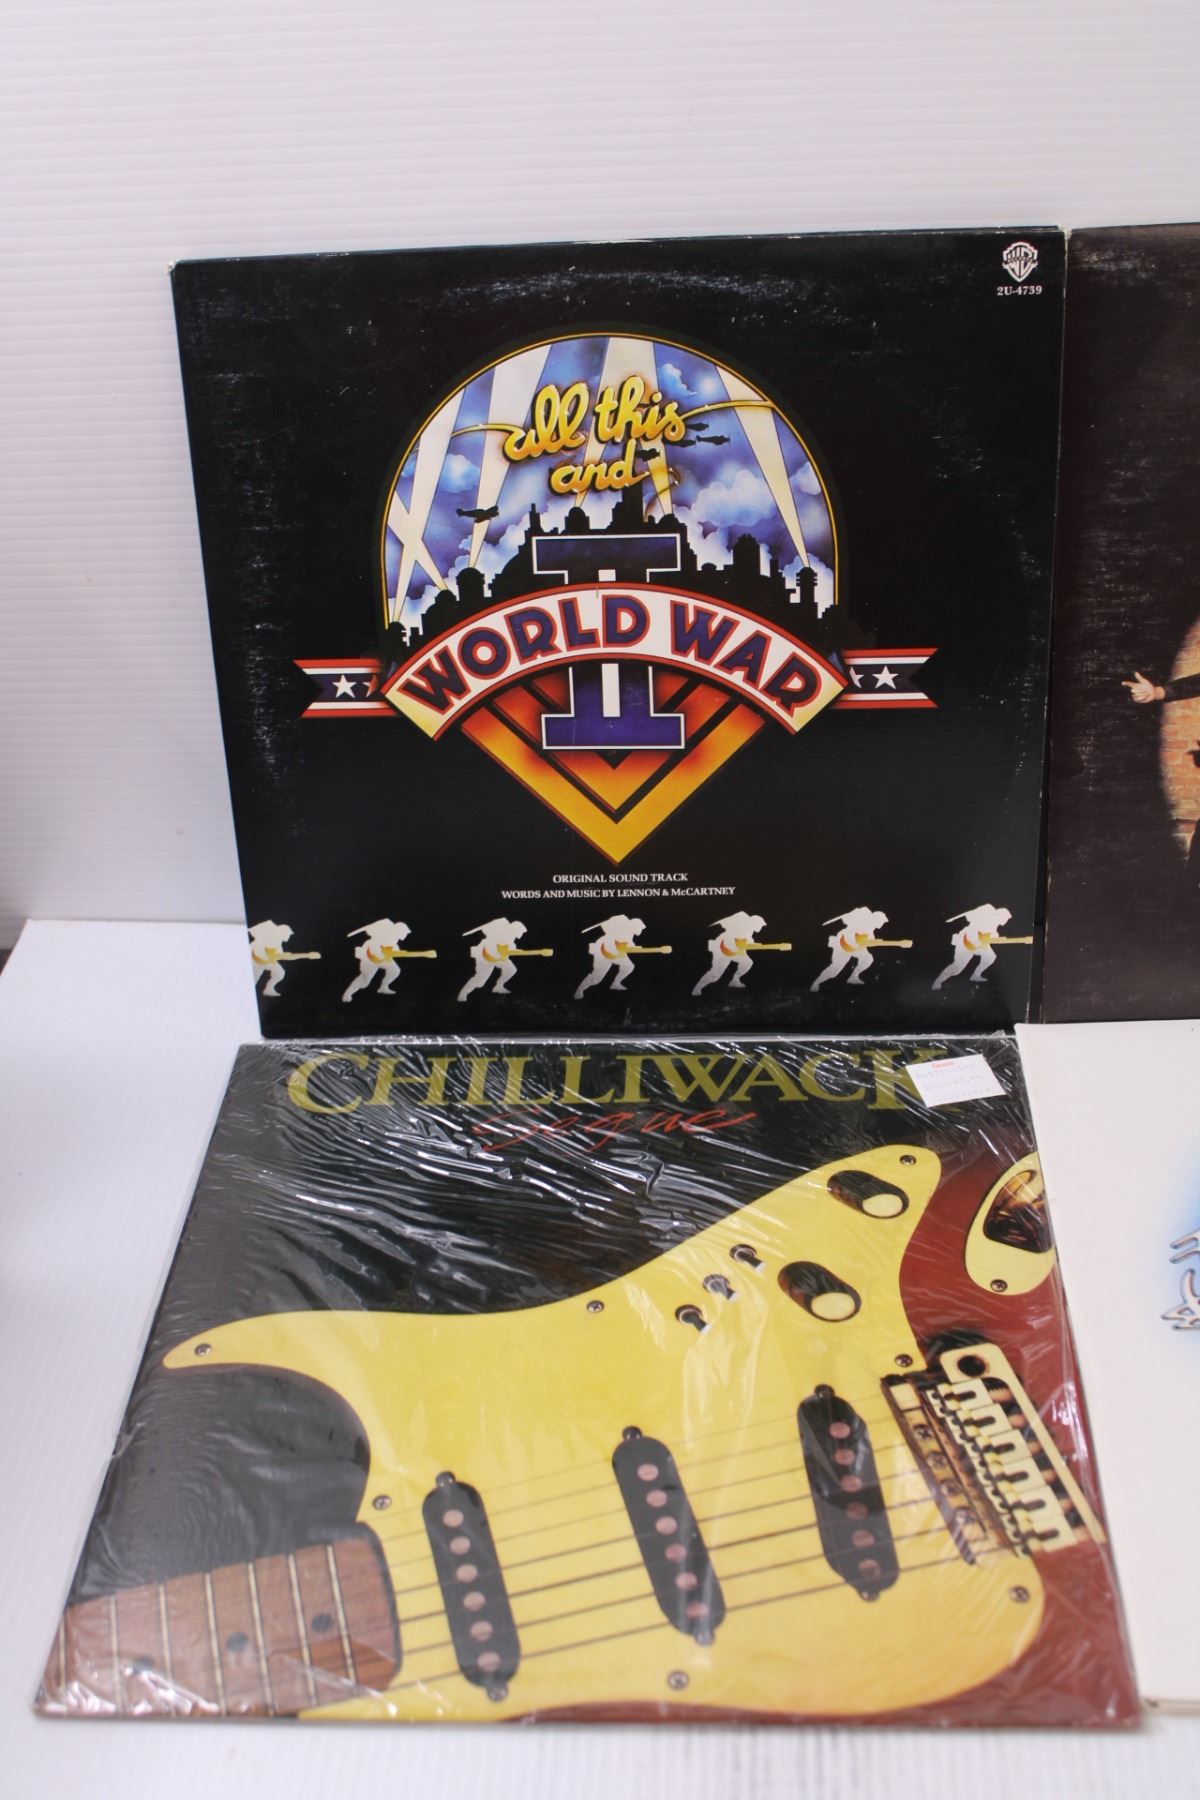 2U-4739
all this
and
II
WORLD WAR
ORIGINAL SOUND TRACK
WORDS AND MUSIC BY LENNON & McCARTNEY
CHILLIWACK
Segue
Sears